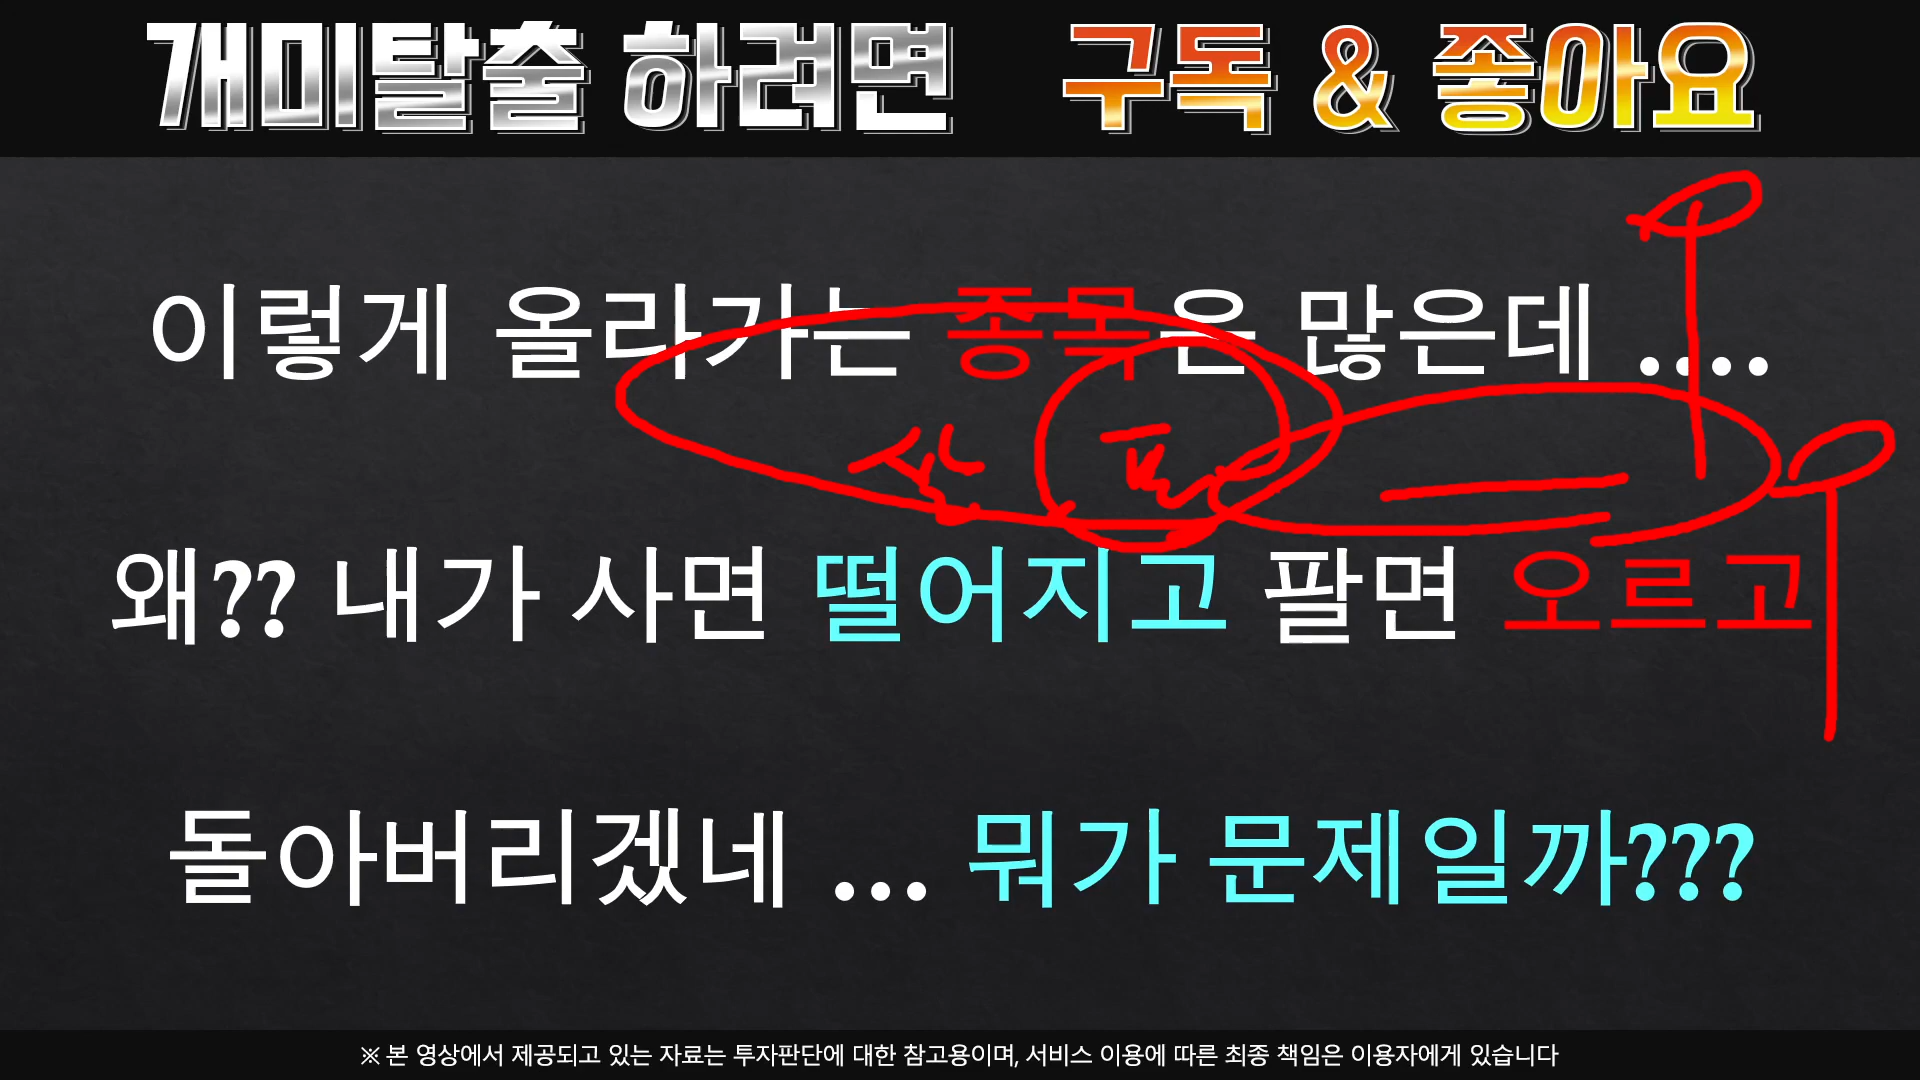 개미탈출 하려면 구독 & 좋아요
이렇게 올라가는 종목은 많은데 ....
왜?? 내가 사면 떨어지고 팔면 오르고
돌아버리겠네 ... 뭐가 문제일까???
※ 본 영상에서 제공되고 있는 자료는 투자판단에 대한 참고용이며, 서비스 이용에 따른 최종 책임은 이용자에게 있습니다